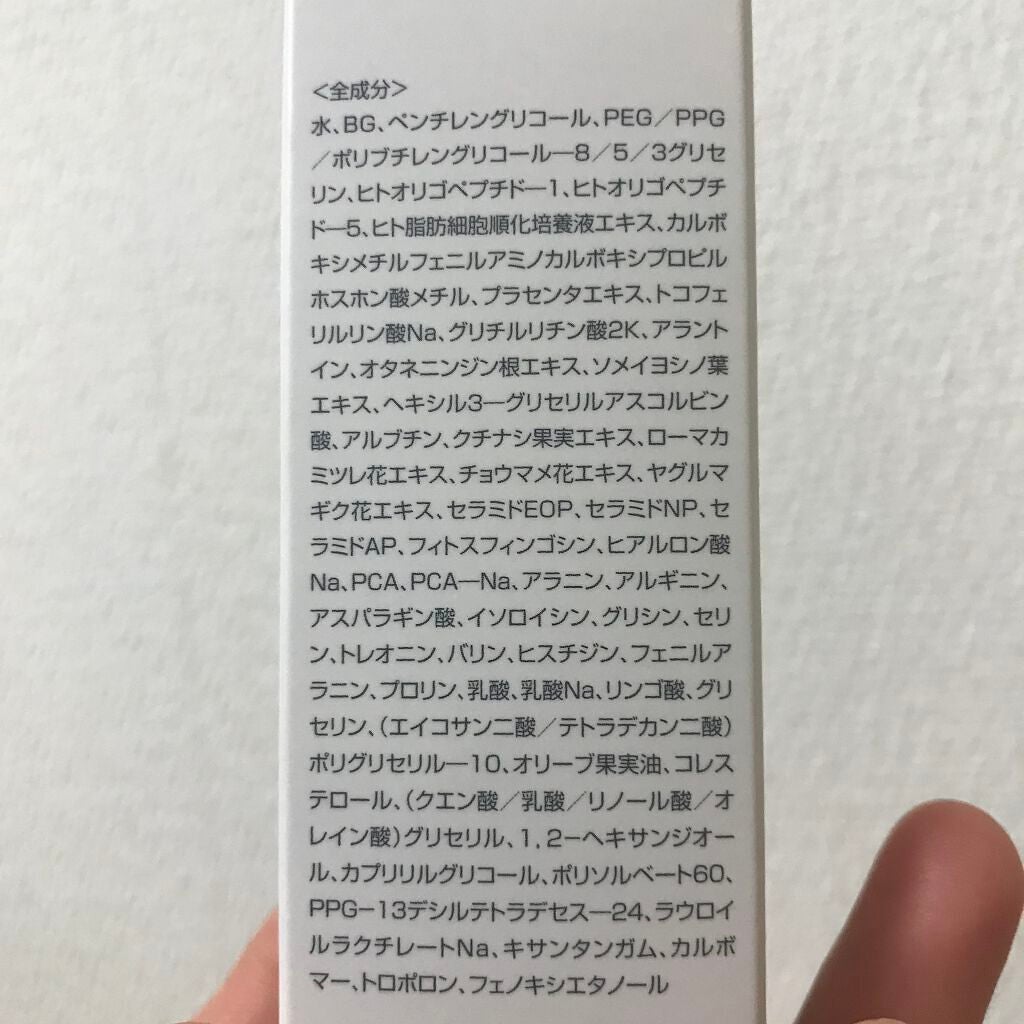 ＜全成分＞
水、BG、ペンチレングリコール、PEG／PPG
／ポリブチレングリコール―8／5／3グリセ
リン、ヒトオリゴペプチド―1、ヒトオリゴペプチ
ド―5、ヒト脂肪細胞順化培養液エキス、カルボ
キシメチルフェニルアミノカルボキシプロピル
ホスホン酸メチル、プラセンタエキス、トコフェ
リルリン酸Na、グリチルリチン酸2K、アラント
イン、オタネニンジン根エキス、ソメイヨシノ葉
エキス、ヘキシル3―グリセリルアスコルビン
酸、アルブチン、クチナシ果実エキス、ローマカ
ミツレ花エキス、チョウマメ花エキス、ヤグルマ
ギク花エキス、セラミドEOP、セラミドNP、セ
ラミドAP、フィトスフィンゴシン、ヒアルロン酸
Na、PCA、PCA―Na、アラニン、アルギニン、
アスパラギン酸、イソロイシン、グリシン、セリ
ン、トレオニン、バリン、ヒスチジン、フェニルア
ラニン、プロリン、乳酸、乳酸Na、リンゴ酸、グリ
セリン、（エイコサン二酸／テトラデカン二酸）
ポリグリセリル―10、オリーブ果実油、コレス
テロール、（クエン酸／乳酸／リノール酸／オ
レイン酸）グリセリル、1，2－ヘキサンジオー
ル、カプリリルグリコール、ポリソルベート60、
PPG－13デシルテトラデセス―24、ラウロイ
ルラクチレートNa、キサンタンガム、カルボ
マー、トロポロン、フェノキシエタノール